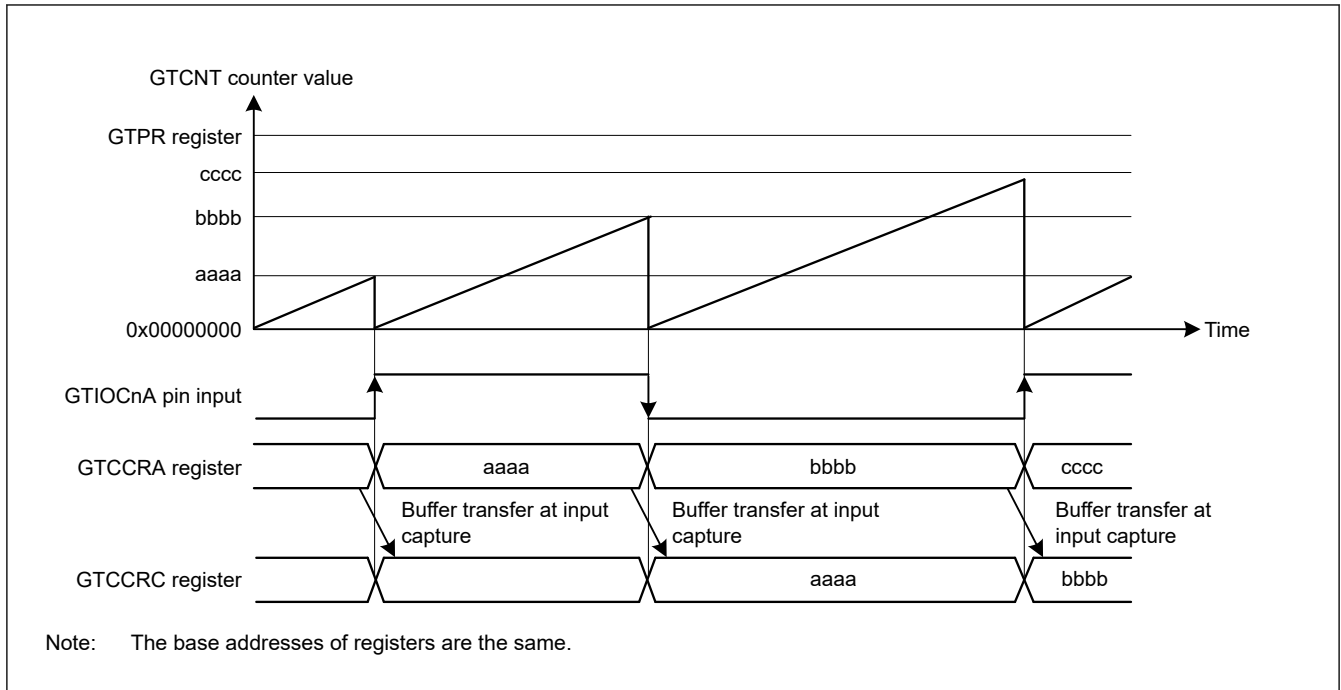 GTCNT counter value
GTPR register
cccc
bbbb
aaaa
0x00000000
Time
GTIOCnA pin input
GTCCRA register
aaaa
bbbb
cccc
Buffer transfer at input
capture
Buffer transfer at input
capture
Buffer transfer at
input capture
GTCCRC register
aaaa
bbbb
Note: The base addresses of registers are the same.